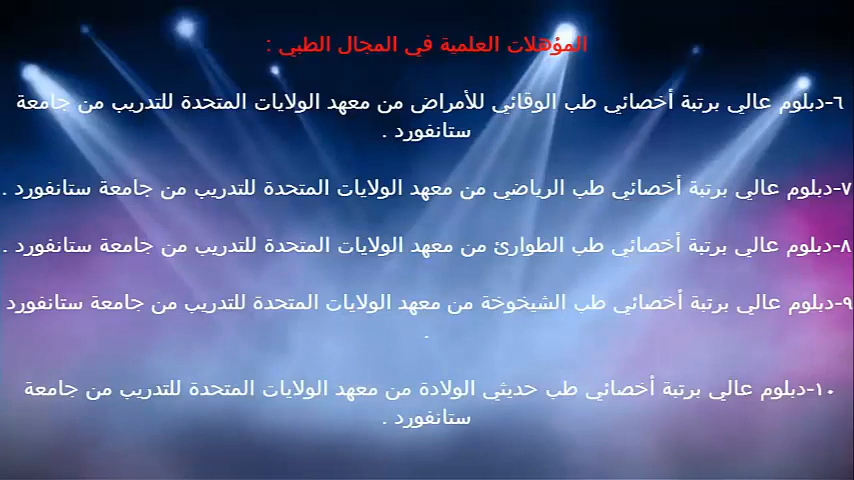 المؤهلات العلمية في المجال الطبي :
٦-دبلوم عالي برتبة أخصائي طب الوقائي للأمراض من معهد الولايات المتحدة للتدريب من جامعة
ستانفورد .
٧-دبلوم عالي برتبة أخصائي طب الرياضي من معهد الولايات المتحدة للتدريب من جامعة ستانفورد .
٨-دبلوم عالي برتبة أخصائي طب الطوارئ من معهد الولايات المتحدة للتدريب من جامعة ستانفورد .
٩-دبلوم عالي برتبة أخصائي طب الشيخوخة من معهد الولايات المتحدة للتدريب من جامعة ستانفورد
.
١٠-دبلوم عالي برتبة أخصائي طب حديثي الولادة من معهد الولايات المتحدة للتدريب من جامعة
ستانفورد .